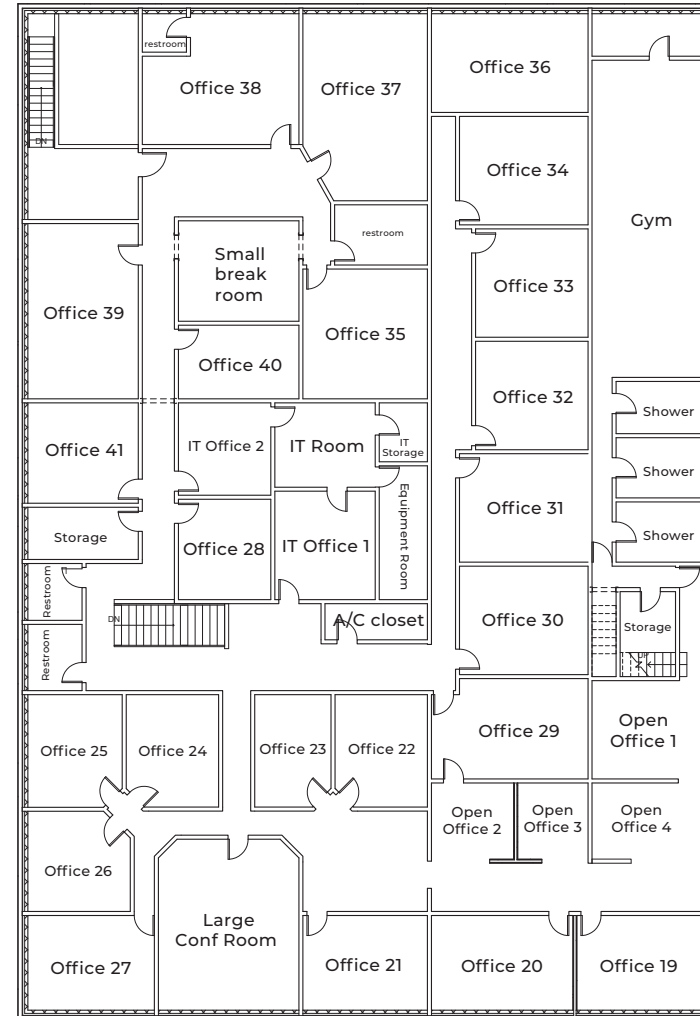 restroom
Office 38
Office 37
Office 36
DN
Office 34
Gym
restroom
Small
break
room
Office 33
Office 39
Office 35
Office 40
Office 32
Shower
Office 41
IT Office 2
IT Room
IT
Storage
Shower
Equipment Room
Office 31
Storage
Office 28
IT Office 1
Shower
Restroom
DN
A/C closet
Office 30
Storage
Restroom
Office 25
Office 24
Office 23
Office 22
Office 29
Open
Office 1
Open
Office 2
Open
Office 3
Open
Office 4
Office 26
Large
Conf Room
Office 27
Office 21
Office 20
Office 19